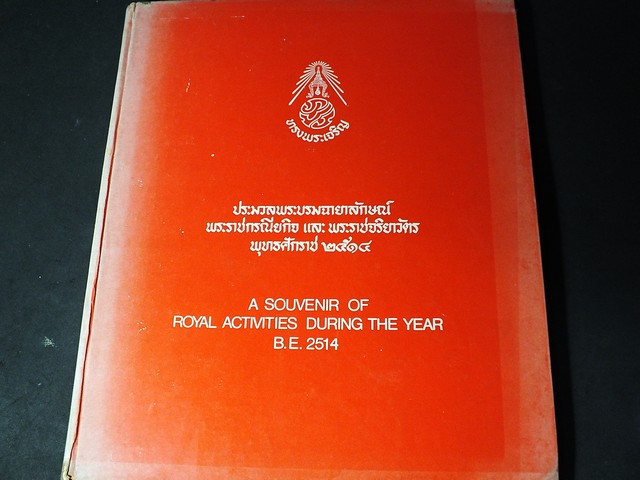 ทรงพระเจริญ
ประมวลพระบรมฉายาลักษณ์
พระราชกรณียกิจ และ พระราชจริยาวัตร
พุทธศักราช ๒๕๑๔
A SOUVENIR OF
ROYAL ACTIVITIES DURING THE YEAR
B.E. 2514